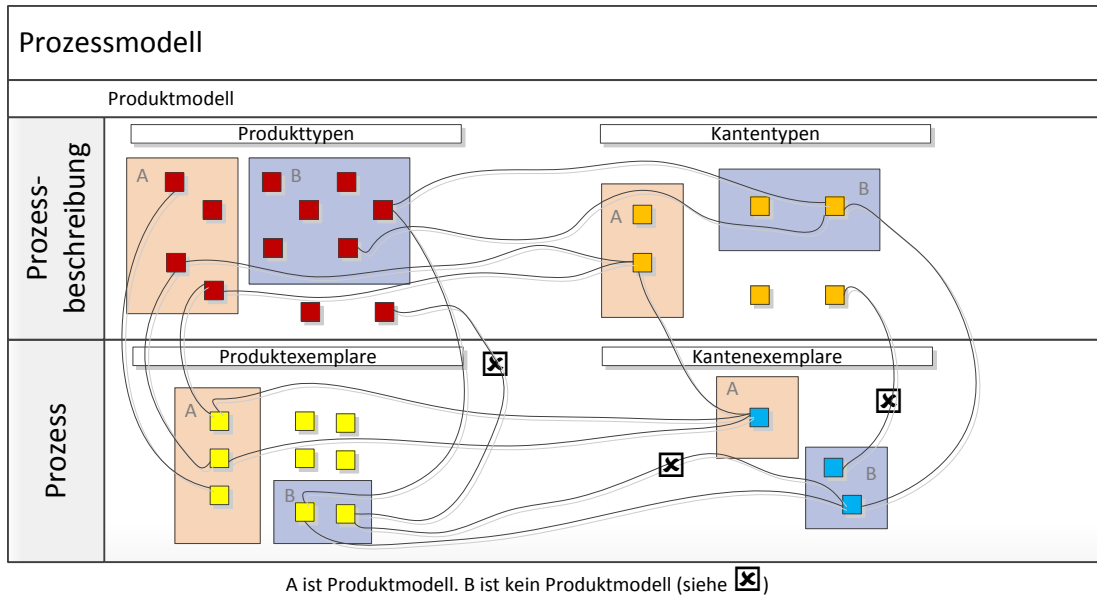 Prozessmodell
Produktmodell
Prozess-
beschreibung
Produkttypen
Kantentypen
A
B
A
B
Prozess
Produktexemplare
Kantenexemplare
A
B
A
B
A ist Produktmodell. B ist kein Produktmodell (siehe )